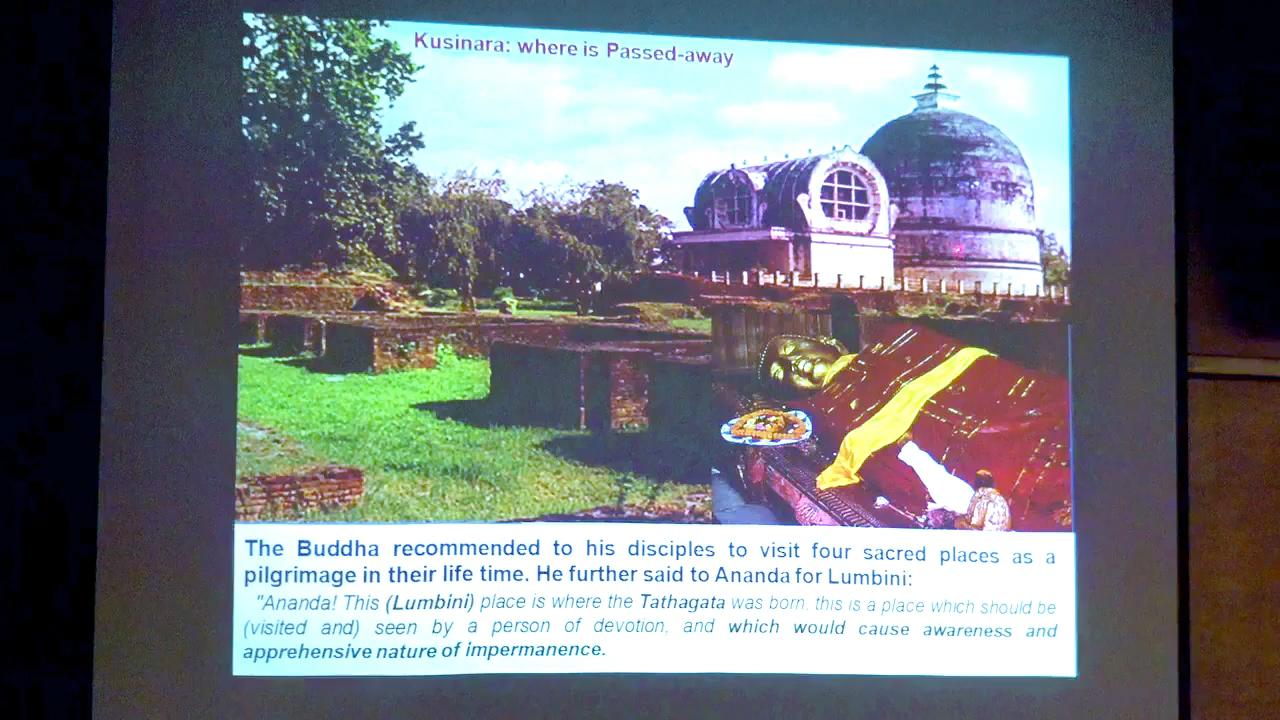 Kusinara: where is Passed-away
The Buddha recommended to his disciples to visit four sacred places as a
pilgrimage in their life time. He further said to Ananda for Lumbini:
"Ananda! This (Lumbini) place is where the Tathagata was born, this is a place which should be
(visited and) seen by a person of devotion, and which would cause awareness and
apprehensive nature of impermanence.